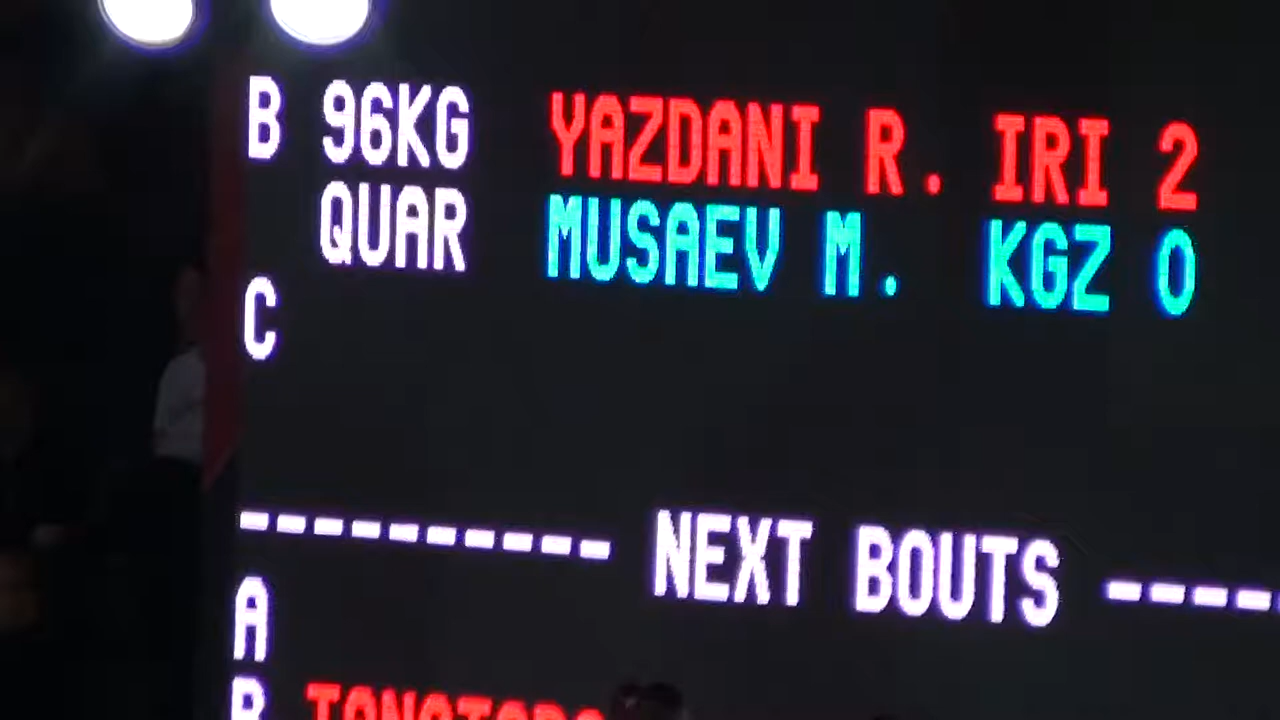 B 96KG YAZDANI R. IRI 2
QUAR MUSAEV M. KGZ 0
C
---------- NEXT BOUTS -----
A
B